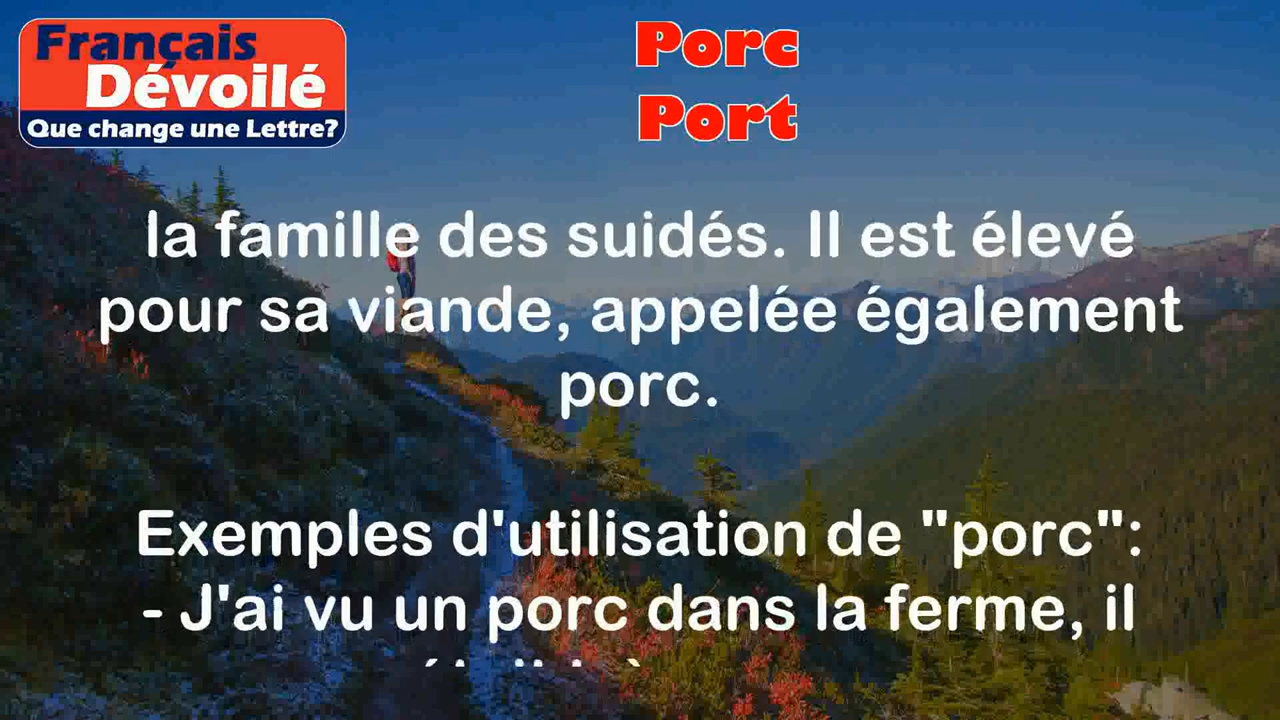 Français
Dévoilé
Que change une Lettre?
Porc
Port
la famille des suidés. Il est élevé
pour sa viande, appelée également
porc.
Exemples d'utilisation de "porc":
- J'ai vu un porc dans la ferme, il